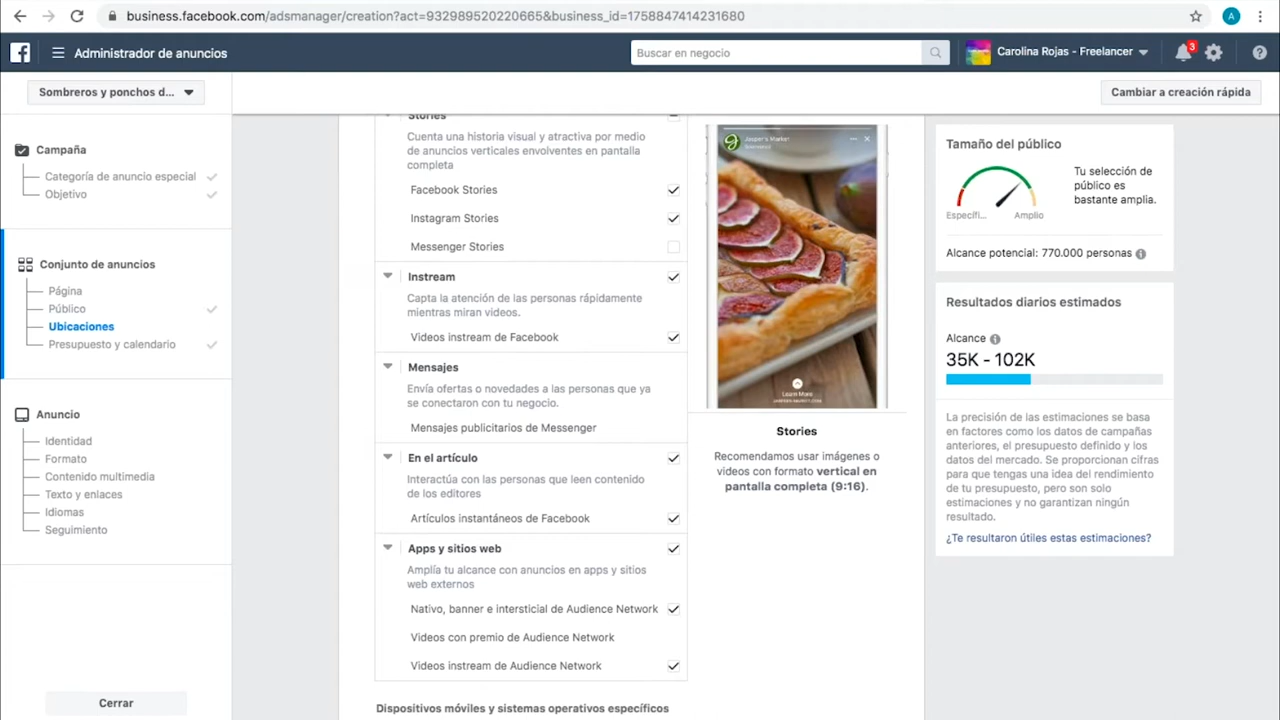 business.facebook.com/adsmanager/creation?act=932989520220665&business_id=1758847414231680
A
Administrador de anuncios
Buscar en negocio
Carolina Rojas - Freelancer
3
Sombreros y ponchos d...
Cambiar a creación rápida
Campaña
Categoría de anuncio especial
Objetivo
Conjunto de anuncios
Página
Público
Ubicaciones
Presupuesto y calendario
Anuncio
Identidad
Formato
Contenido multimedia
Texto y enlaces
Idiomas
Seguimiento
Cerrar
Stories
Cuenta una historia visual y atractiva por medio
de anuncios verticales envolventes en pantalla
completa
Facebook Stories
Instagram Stories
Messenger Stories
Instream
Capta la atención de las personas rápidamente
mientras miran videos.
Videos instream de Facebook
Mensajes
Envía ofertas o novedades a las personas que ya
se conectaron con tu negocio.
Mensajes publicitarios de Messenger
En el artículo
Interactúa con las personas que leen contenido
de los editores
Artículos instantáneos de Facebook
Apps y sitios web
Amplía tu alcance con anuncios en apps y sitios
web externos
Nativo, banner e intersticial de Audience Network
Videos con premio de Audience Network
Videos instream de Audience Network
Dispositivos móviles y sistemas operativos específicos
Jasper's Market
Sponsored
Learn More
Stories
Recomendamos usar imágenes o
videos con formato vertical en
pantalla completa (9:16).
Tamaño del público
Específi...
Amplio
Tu selección de
público es
bastante amplia.
Alcance potencial: 770.000 personas
Resultados diarios estimados
Alcance
35K - 102K
La precisión de las estimaciones se basa
en factores como los datos de campañas
anteriores, el presupuesto definido y los
datos del mercado. Se proporcionan cifras
para que tengas una idea del rendimiento
de tu presupuesto, pero son solo
estimaciones y no garantizan ningún
resultado.
¿Te resultaron útiles estas estimaciones?